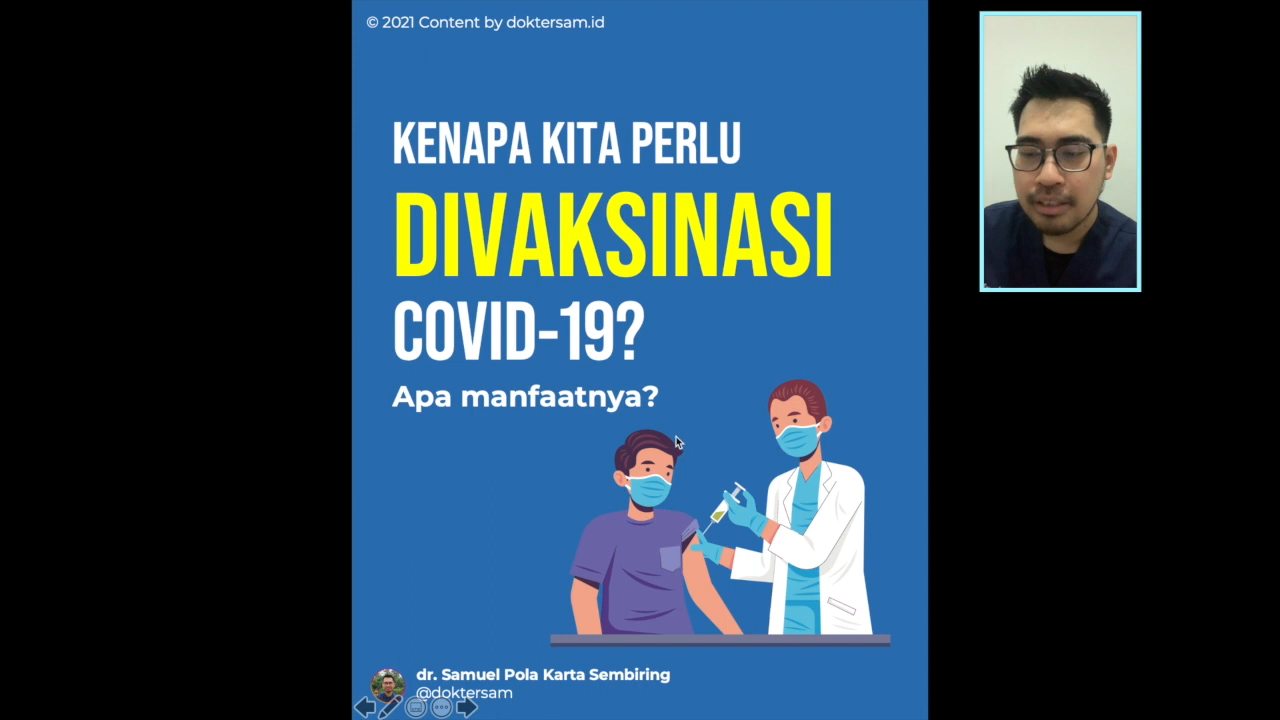 © 2021 Content by doktersam.id
KENAPA KITA PERLU
DIVAKSINASI
COVID-19?
Apa manfaatnya?
dr. Samuel Pola Karta Sembiring
@doktersam